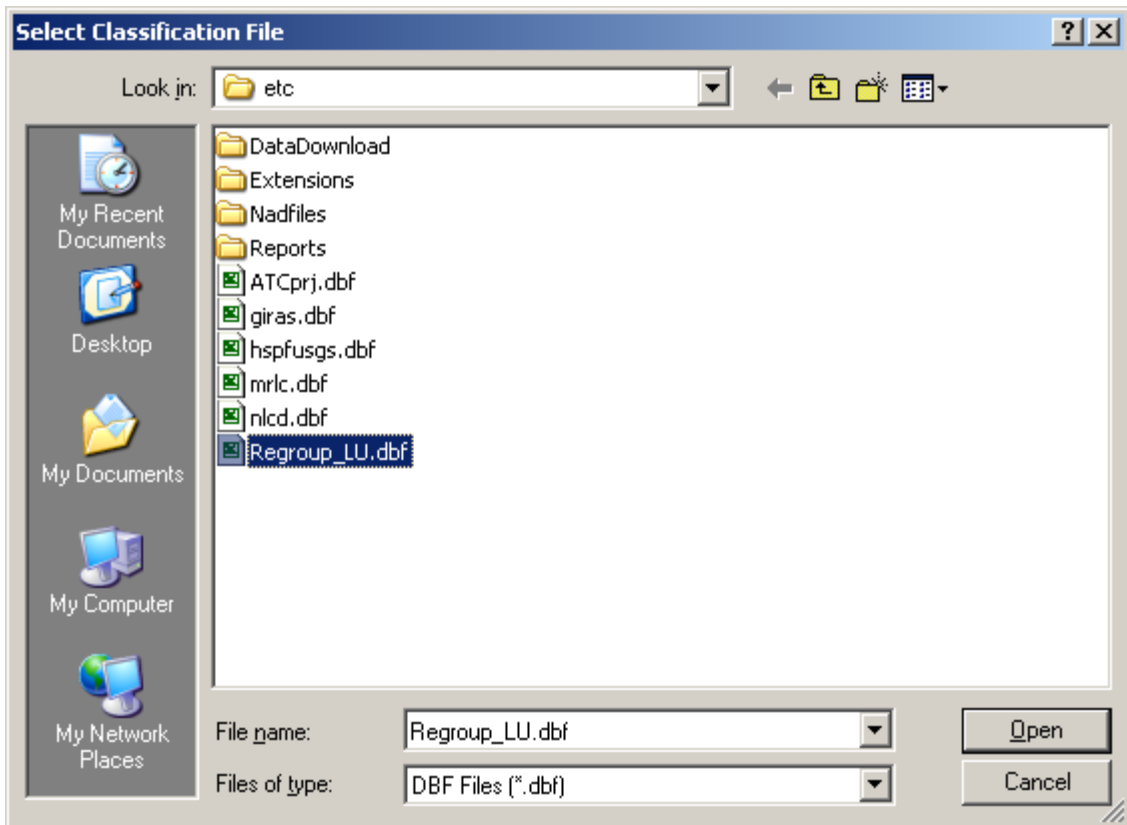 Select Classification File
Look in: etc
My Recent
Documents
Desktop
My Documents
My Computer
My Network
Places
DataDownload
Extensions
Nadfiles
Reports
ATCprj.dbf
giras.dbf
hspfusgs.dbf
mrlc.dbf
nlcd.dbf
Regroup_LU.dbf
File name: Regroup_LU.dbf Open
Files of type: DBF Files (*.dbf) Cancel